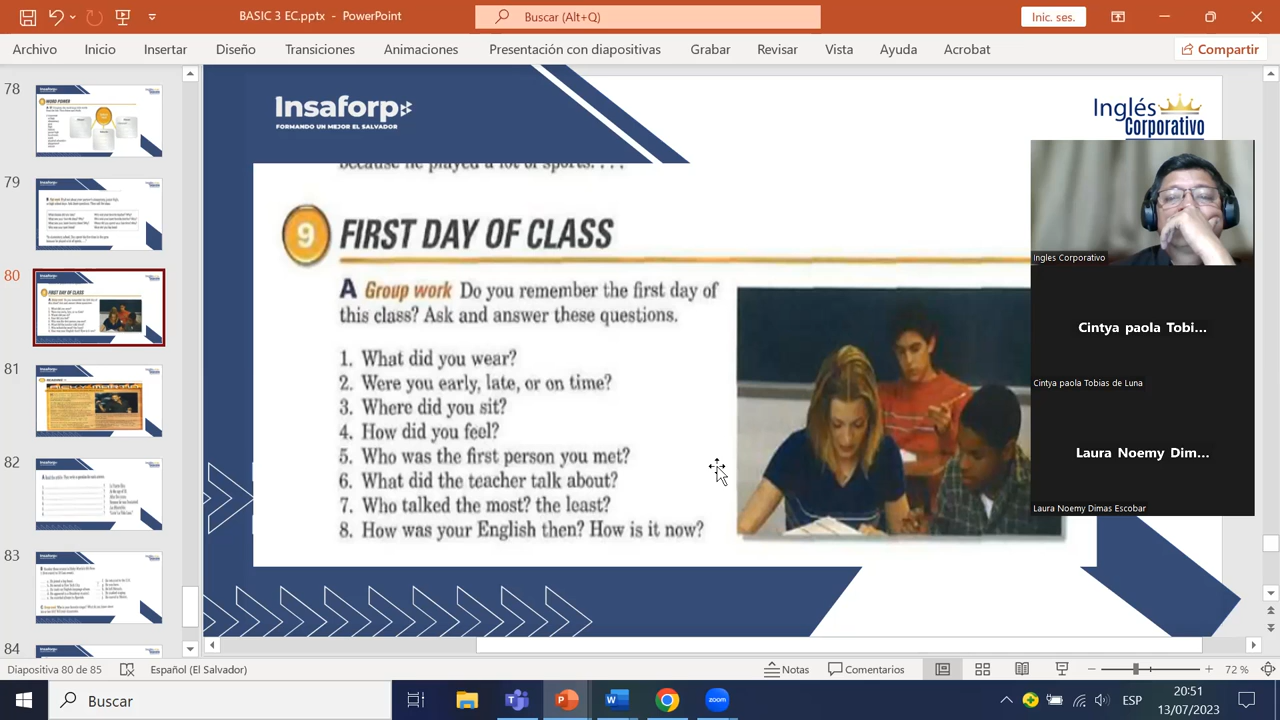 BASIC 3 EC.pptx - PowerPoint
Buscar (Alt+Q)
Inic. ses.
Archivo Inicio Insertar Diseño Transiciones Animaciones Presentación con diapositivas Grabar Revisar Vista Ayuda Acrobat
Compartir
78
79
80
81
82
83
84
Insaforp
FORMANDO UN MEJOR EL SALVADOR
Inglés
Corporativo
because he played a lot of sports. . . .
9 FIRST DAY OF CLASS
A Group work Do you remember the first day of
this class? Ask and answer these questions.
1. What did you wear?
2. Were you early, late, or on time?
3. Where did you sit?
4. How did you feel?
5. Who was the first person you met?
6. What did the teacher talk about?
7. Who talked the most? the least?
8. How was your English then? How is it now?
Ingles Corporativo
Cintya paola Tobi...
Cintya paola Tobias de Luna
Laura Noemy Dim...
Laura Noemy Dimas Escobar
Diapositiva 80 de 85
Español (El Salvador)
Notas
Comentarios
72 %
Buscar
zoom
ESP
20:51
13/07/2023